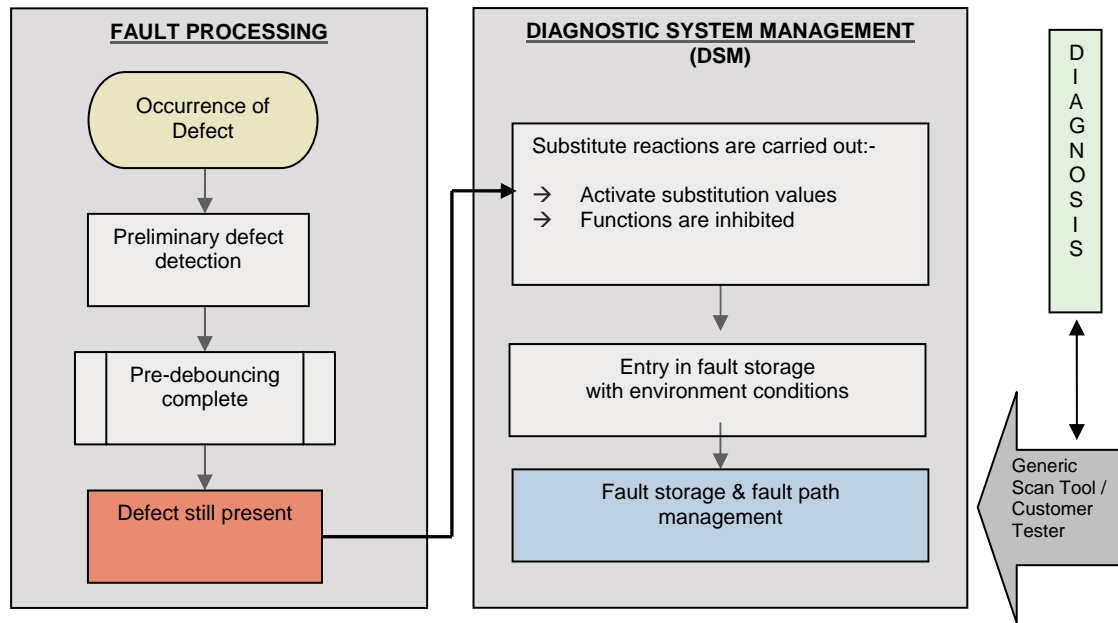 FAULT PROCESSING
Occurrence of
Defect
Preliminary defect
detection
Pre-debouncing
complete
Defect still present
DIAGNOSTIC SYSTEM MANAGEMENT
(DSM)
Substitute reactions are carried out:-
→ Activate substitution values
→ Functions are inhibited
Entry in fault storage
with environment conditions
Fault storage & fault path
management
D
I
A
G
N
O
S
I
S
Generic
Scan Tool /
Customer
Tester